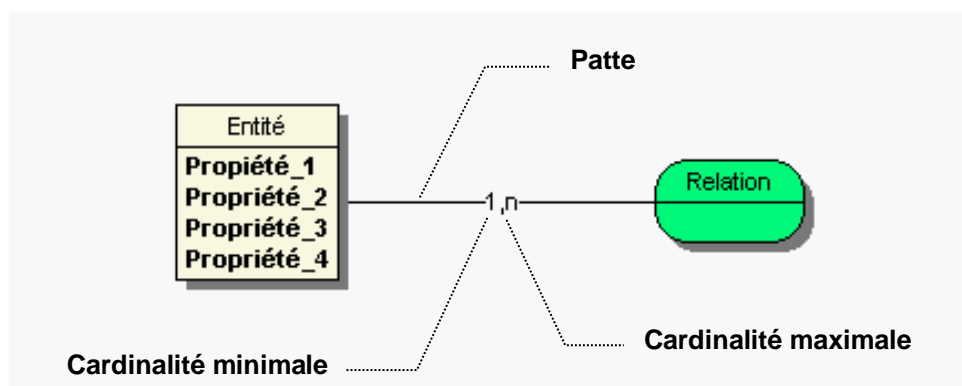 Patte
Entité
Propiété_1
Propriété_2
Propriété_3
Propriété_4
1,n
Relation
Cardinalité maximale
Cardinalité minimale